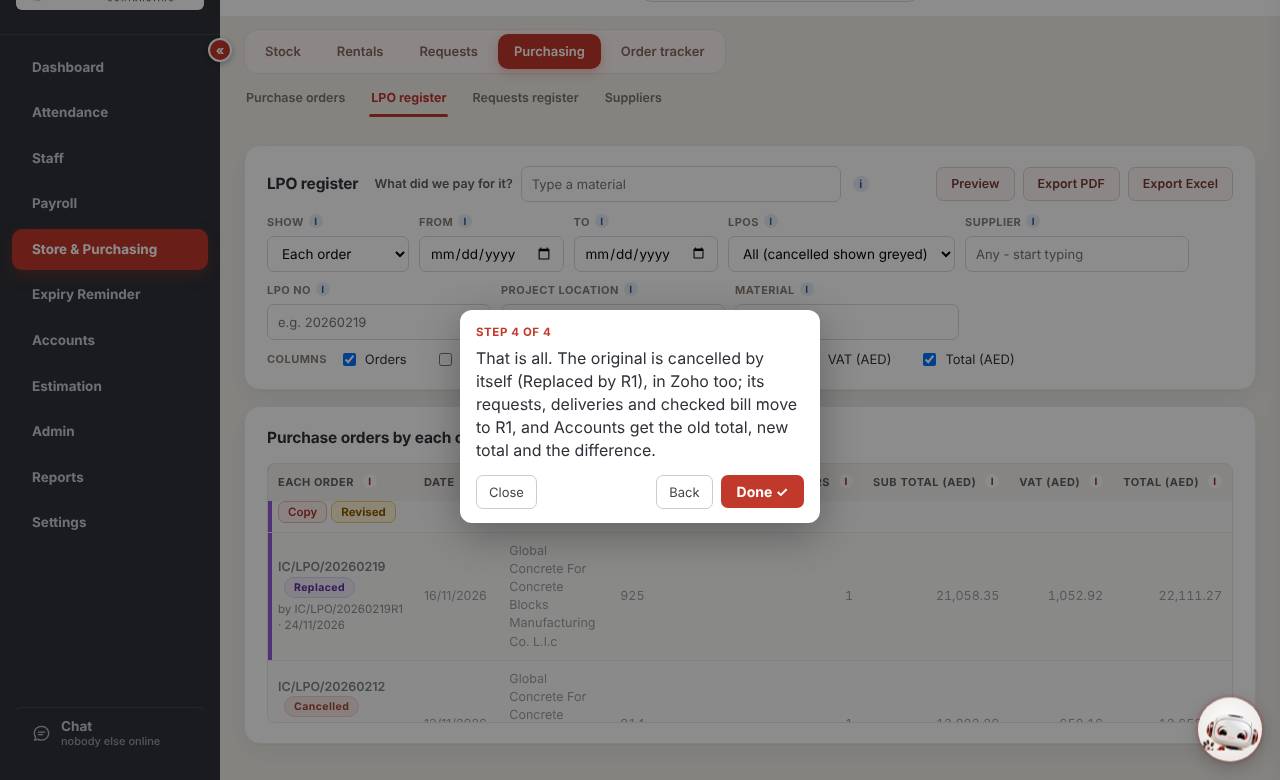 Dashboard
Attendance
Staff
Payroll
Store & Purchasing
Expiry Reminder
Accounts
Estimation
Admin
Reports
Settings
Chat
nobody else online
«
Stock Rentals Requests Purchasing Order tracker
Purchase orders LPO register Requests register Suppliers
LPO register What did we pay for it? Type a material i Preview Export PDF Export Excel
SHOW i FROM i TO i LPOS i SUPPLIER i
Each order mm/dd/yyyy mm/dd/yyyy All (cancelled shown greyed) Any - start typing
LPO NO i PROJECT LOCATION i MATERIAL i
e.g. 20260219
COLUMNS Orders VAT (AED) Total (AED)
STEP 4 OF 4
That is all. The original is cancelled by
itself (Replaced by R1), in Zoho too; its
requests, deliveries and checked bill move
to R1, and Accounts get the old total, new
total and the difference.
Close Back Done ✓
Purchase orders by each
EACH ORDER I DATE I SUB TOTAL (AED) I VAT (AED) I TOTAL (AED) I
Copy Revised
IC/LPO/20260219
Replaced
by IC/LPO/20260219R1
· 24/11/2026
16/11/2026
Global
Concrete For
Concrete
Blocks
Manufacturing
Co. L.l.c
925 1 21,058.35 1,052.92 22,111.27
IC/LPO/20260212
Cancelled
Global
Concrete For
Concrete